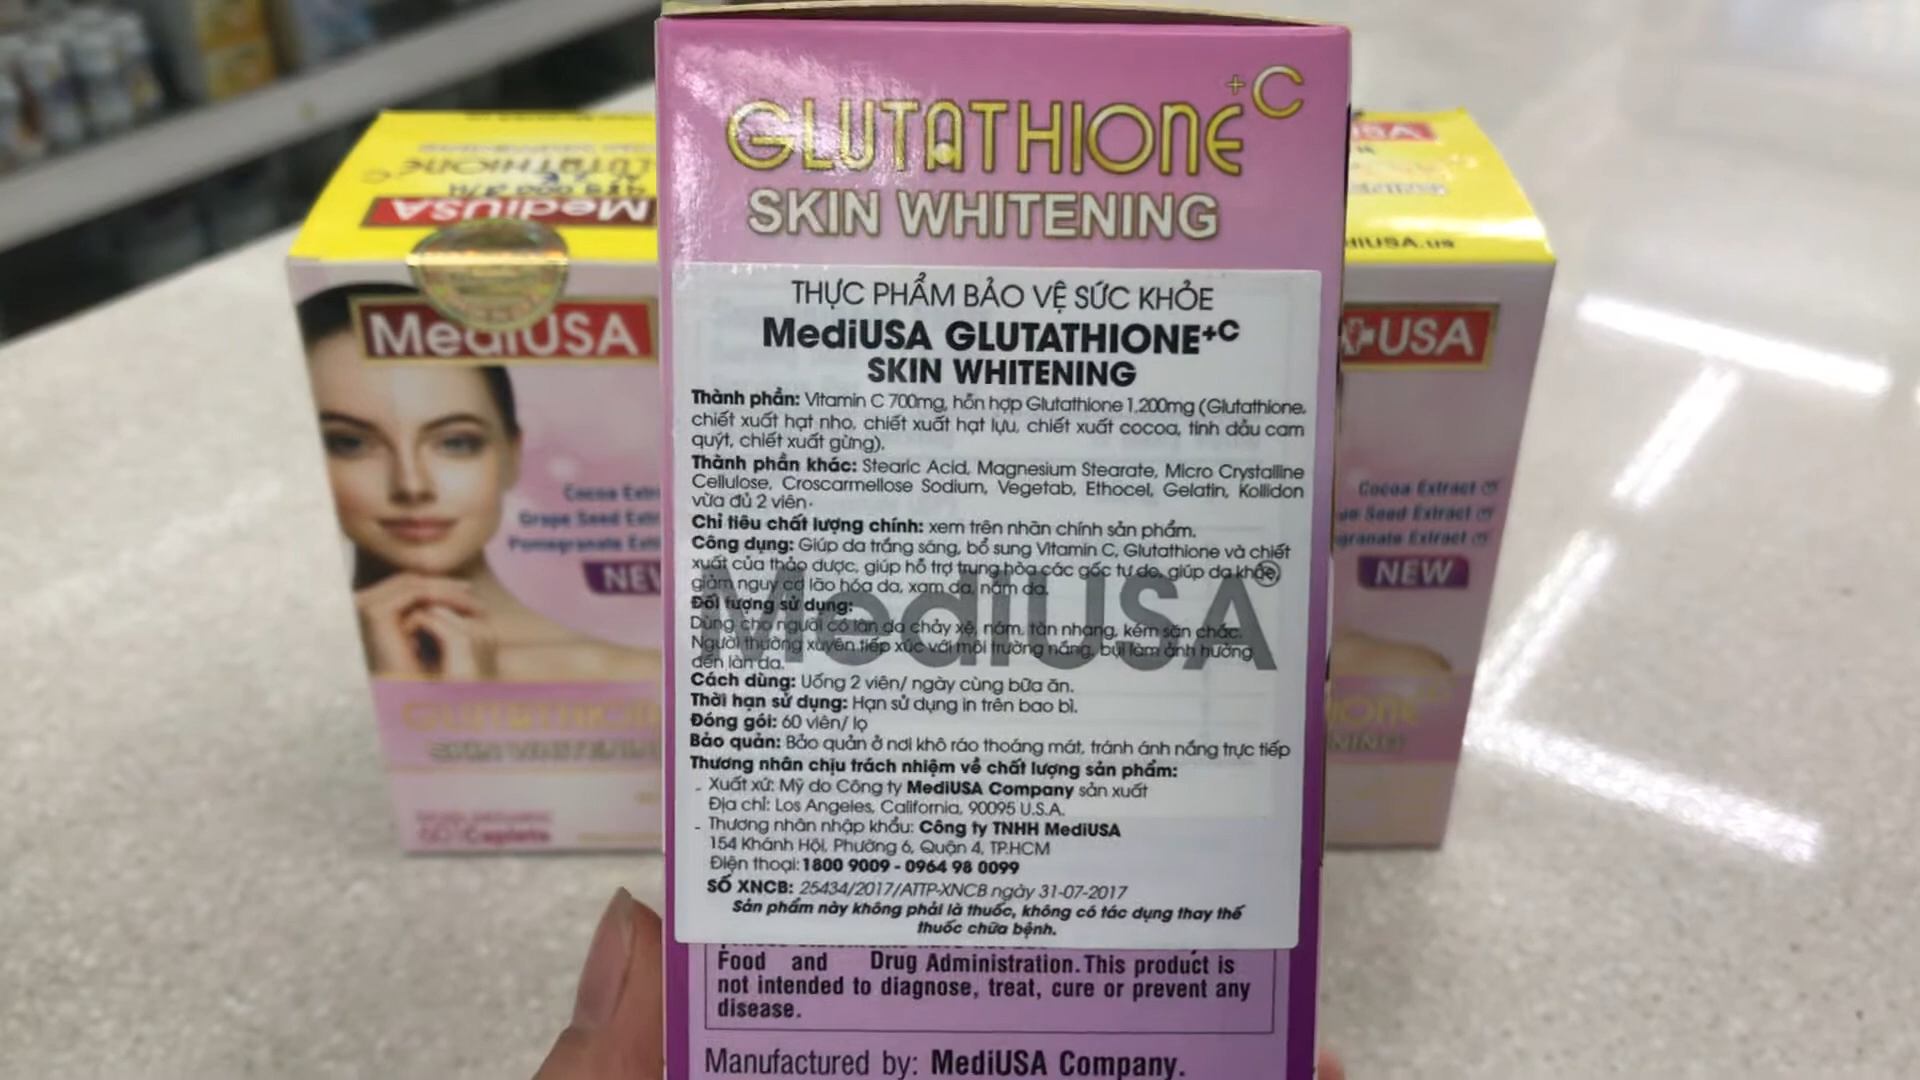 GLUTATHIONE+C
SKIN WHITENING
THỰC PHẨM BẢO VỆ SỨC KHỎE
MediUSA GLUTATHIONE+C
SKIN WHITENING
Thành phần: Vitamin C 700mg, hỗn hợp Glutathione 1,200mg (Glutathione,
chiết xuất hạt nho, chiết xuất hạt lựu, chiết xuất cocoa, tinh dầu cam
quýt, chiết xuất gừng).
Thành phần khác: Stearic Acid, Magnesium Stearate, Micro Crystalline
Cellulose, Croscarmellose Sodium, Vegetab, Ethocel, Gelatin, Kollidon
vừa đủ 2 viên.
Chỉ tiêu chất lượng chính: xem trên nhãn chính sản phẩm.
Công dụng: Giúp da trắng sáng, bổ sung Vitamin C, Glutathione và chiết
xuất của thảo dược, giúp hỗ trợ trung hòa các gốc tự do, giúp da khỏe,
giảm nguy cơ lão hóa da, xạm da, nám da.
Đối tượng sử dụng:
Dùng cho người có làn da chảy xệ, nám, tàn nhang, kém săn chắc.
Người thường xuyên tiếp xúc với môi trường nắng, bụi làm ảnh hưởng
đến làn da.
MediUSA®
Cách dùng: Uống 2 viên/ ngày cùng bữa ăn.
Thời hạn sử dụng: Hạn sử dụng in trên bao bì.
Đóng gói: 60 viên/ lọ
Bảo quản: Bảo quản ở nơi khô ráo thoáng mát, tránh ánh nắng trực tiếp
Thương nhân chịu trách nhiệm về chất lượng sản phẩm:
- Xuất xứ: Mỹ do Công ty MediUSA Company sản xuất
Địa chỉ: Los Angeles, California, 90095 U.S.A.
- Thương nhân nhập khẩu: Công ty TNHH MediUSA
154 Khánh Hội, Phường 6, Quận 4, TP.HCM
Điện thoại: 1800 9009 - 0964 98 0099
SỐ XNCB: 25434/2017/ATTP-XNCB ngày 31-07-2017
Sản phẩm này không phải là thuốc, không có tác dụng thay thế
thuốc chữa bệnh.
Food and Drug Administration. This product is
not intended to diagnose, treat, cure or prevent any
disease.
Manufactured by: MediUSA Company.
MediUSA
GLUTATHIONE
MediUSA
Cocoa Extr
Grape Seed Extr
Pomegranate Extr
NEW
GLUTATHIONE
SKIN WHITENING
60 Caplets
HIUSA.us
USA
Cocoa Extract
Seed Extract
granate Extract
NEW
IONE
NING